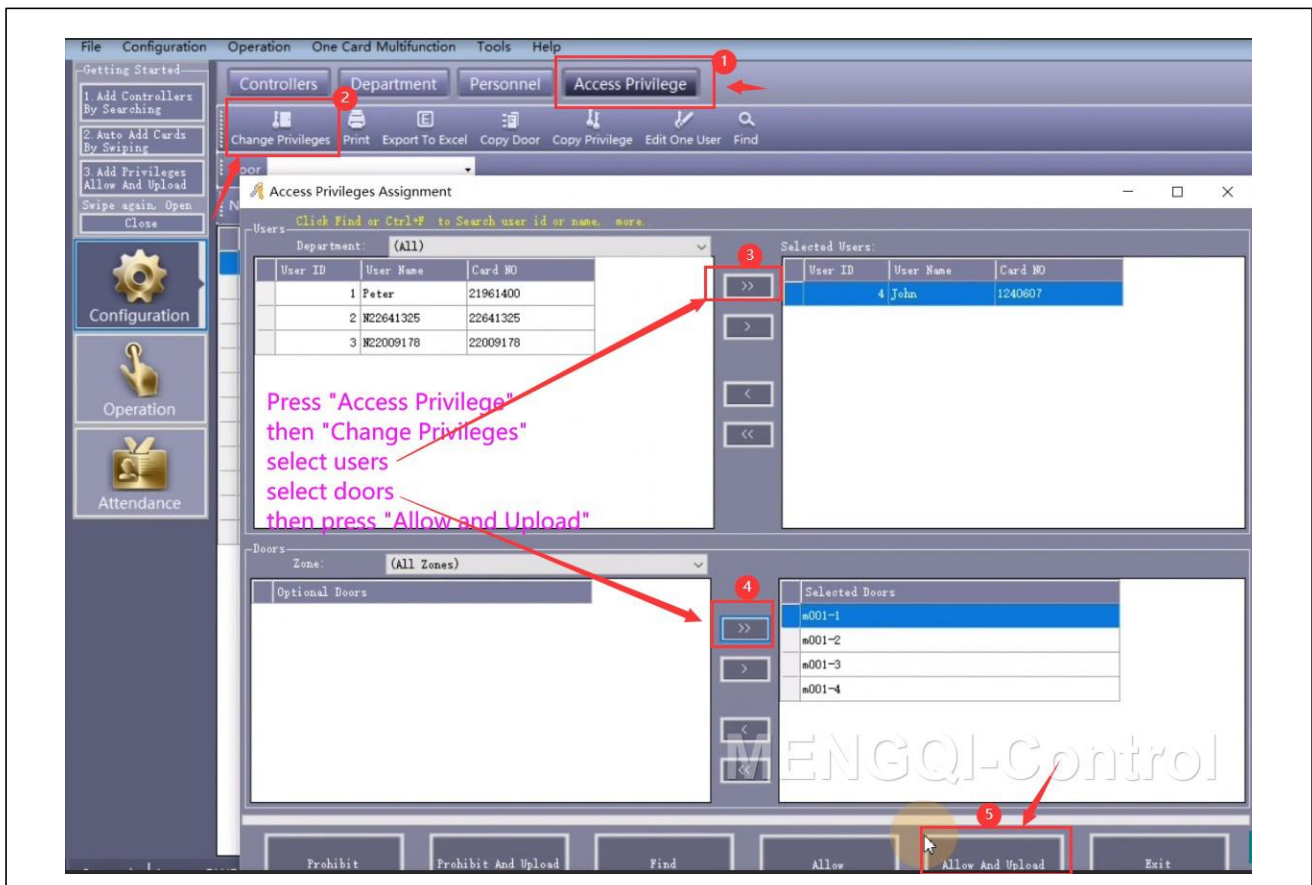 File Configuration Operation One Card Multifunction Tools Help
Getting Started
1. Add Controllers
By Searching
2. Auto Add Cards
By Swiping
3. Add Privileges
Allow And Upload
Swipe again, Open
Close
Configuration
Operation
Attendance
Controllers Department Personnel Access Privilege
1
2
Change Privileges Print Export To Excel Copy Door Copy Privilege Edit One User Find
oor
N
Access Privileges Assignment
Users
Click Find or Ctrl+F to Search user id or name, more..
Department: (All)
User ID User Name Card NO
1 Peter 21961400
2 N22641325 22641325
3 N22009178 22009178
3
>>
>
<
<<
Selected Users:
User ID User Name Card NO
4 John 1240607
Press "Access Privilege"
then "Change Privileges"
select users
select doors
then press "Allow and Upload"
Doors
Zone: (All Zones)
Optional Doors
4
>>
>
<
<<
Selected Doors
m001-1
m001-2
m001-3
m001-4
MENGQI-Control
5
Prohibit Prohibit And Upload Find Allow Allow And Upload Exit